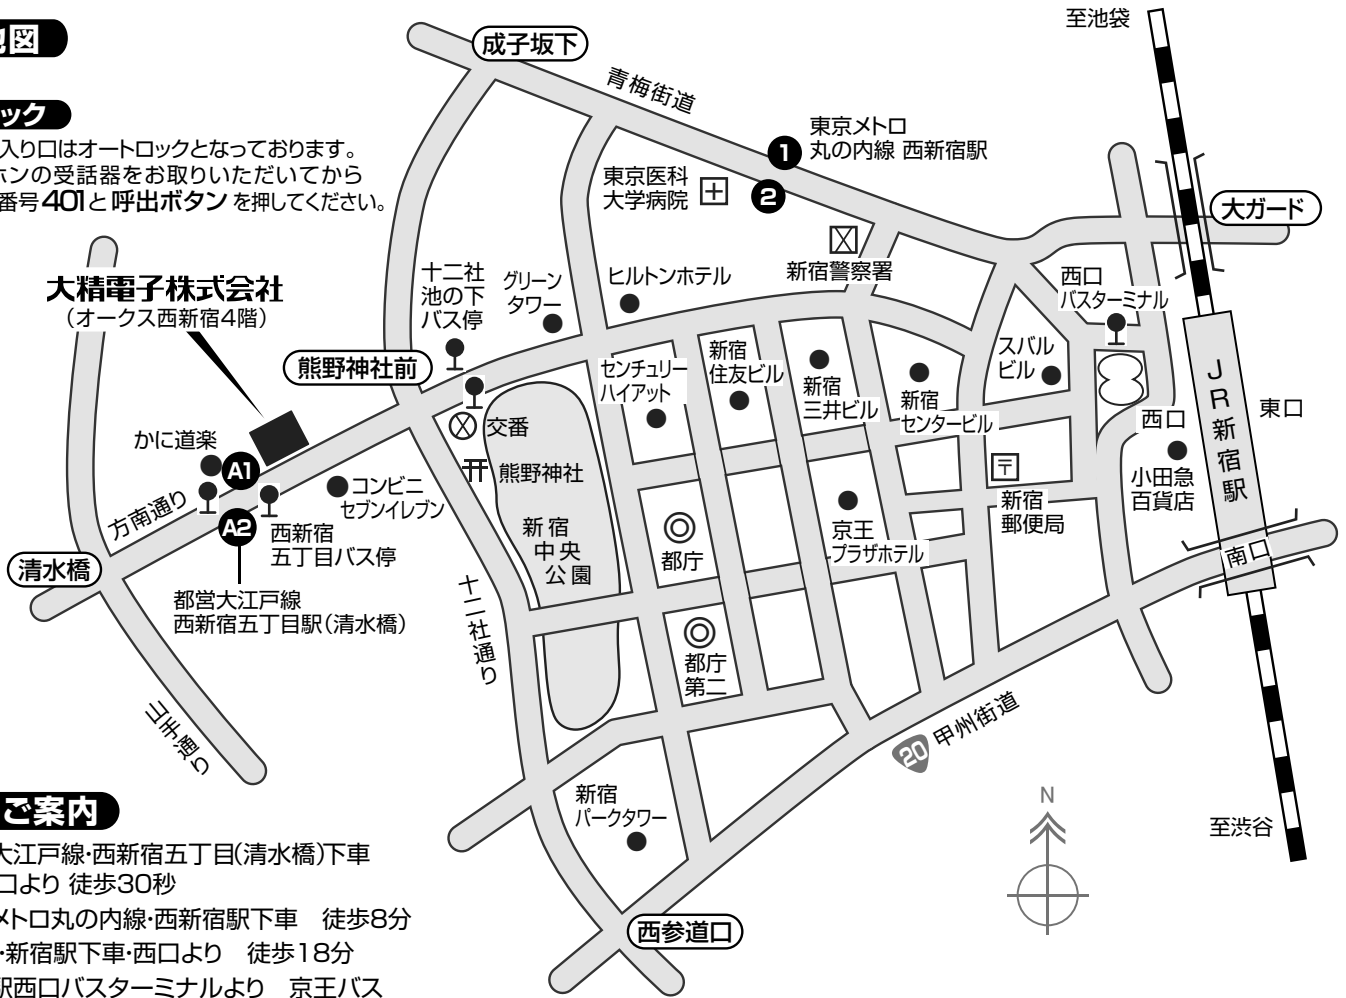 地図
ック
入り口はオートロックとなっております。
ホンの受話器をお取りいただいてから
番号401と呼出ボタンを押してください。
大精電子株式会社
(オークス西新宿4階)
成子坂下
青梅街道
至池袋
1
東京メトロ
丸の内線 西新宿駅
2
東京医科
大学病院
大ガード
新宿警察署
十二社
池の下
バス停
グリーン
タワー
ヒルトンホテル
西口
バスターミナル
熊野神社前
センチュリー
ハイアット
新宿
住友ビル
新宿
三井ビル
新宿
センタービル
スバル
ビル
JR新宿駅
東口
西口
小田急
百貨店
交番
熊野神社
かに道楽
A1
コンビニ
セブンイレブン
方南通り
A2
西新宿
五丁目バス停
清水橋
都営大江戸線
西新宿五丁目駅(清水橋)
新宿
中央
公園
都庁
京王
プラザホテル
〒
新宿
郵便局
南口
十二社通り
都庁
第二
山手通り
20
甲州街道
新宿
パークタワー
N
至渋谷
西参道口
ご案内
大江戸線・西新宿五丁目(清水橋)下車
口より 徒歩30秒
メトロ丸の内線・西新宿駅下車 徒歩8分
・新宿駅下車・西口より 徒歩18分
駅西口バスターミナルより 京王バス